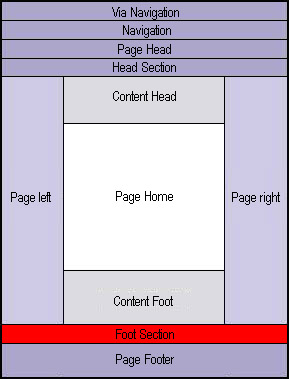 Via Navigation
Navigation
Page Head
Head Section
Content Head
Page left
Page Home
Page right
Content Foot
Foot Section
Page Footer